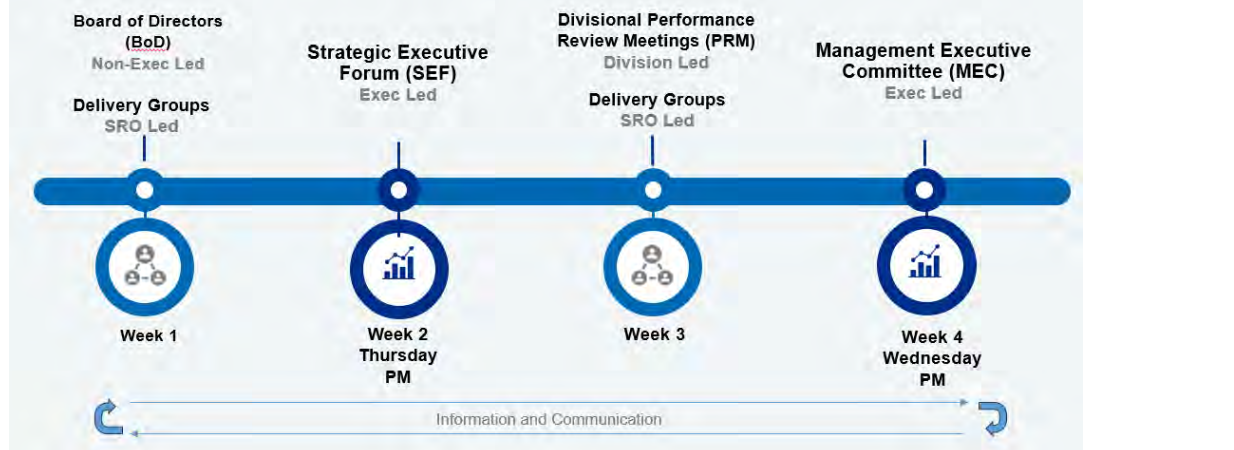 Board of Directors
(BoD)
Non-Exec Led
Delivery Groups
SRO Led
Week 1
Strategic Executive
Forum (SEF)
Exec Led
Week 2
Thursday
PM
Divisional Performance
Review Meetings (PRM)
Division Led
Delivery Groups
SRO Led
Week 3
Management Executive
Committee (MEC)
Exec Led
Week 4
Wednesday
PM
Information and Communication